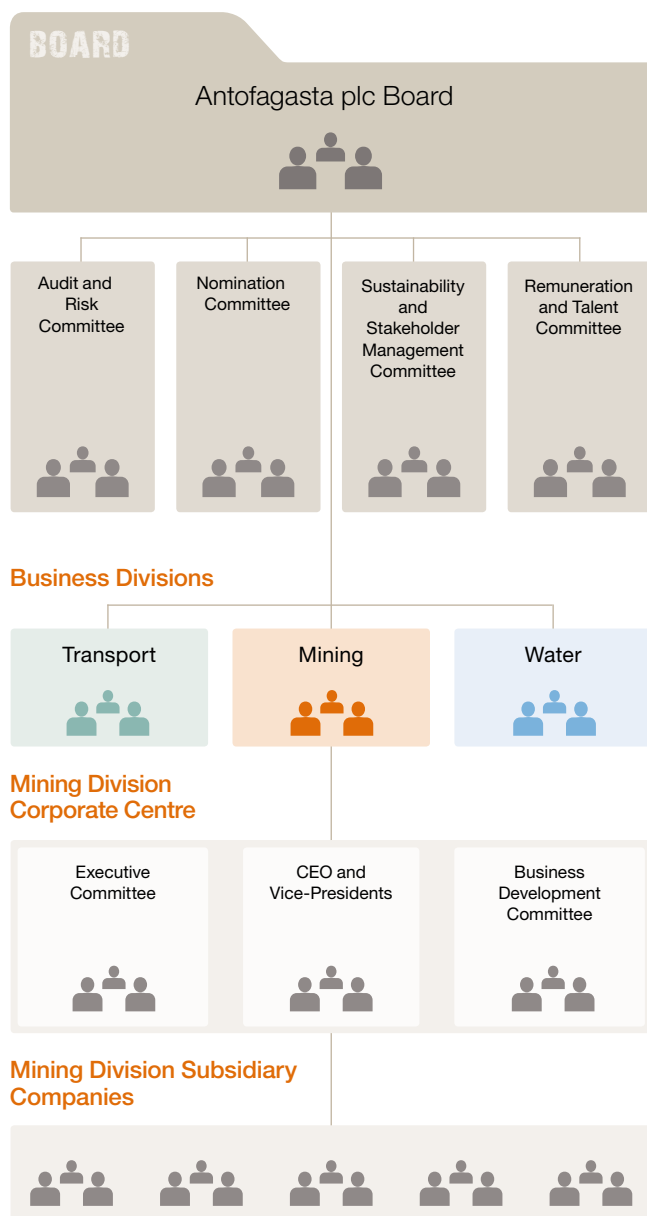 BOARD
Antofagasta plc Board
Audit and
Risk
Committee
Nomination
Committee
Sustainability
and
Stakeholder
Management
Committee
Remuneration
and Talent
Committee
Business Divisions
Transport
Mining
Water
Mining Division
Corporate Centre
Executive
Committee
CEO and
Vice-Presidents
Business
Development
Committee
Mining Division Subsidiary
Companies